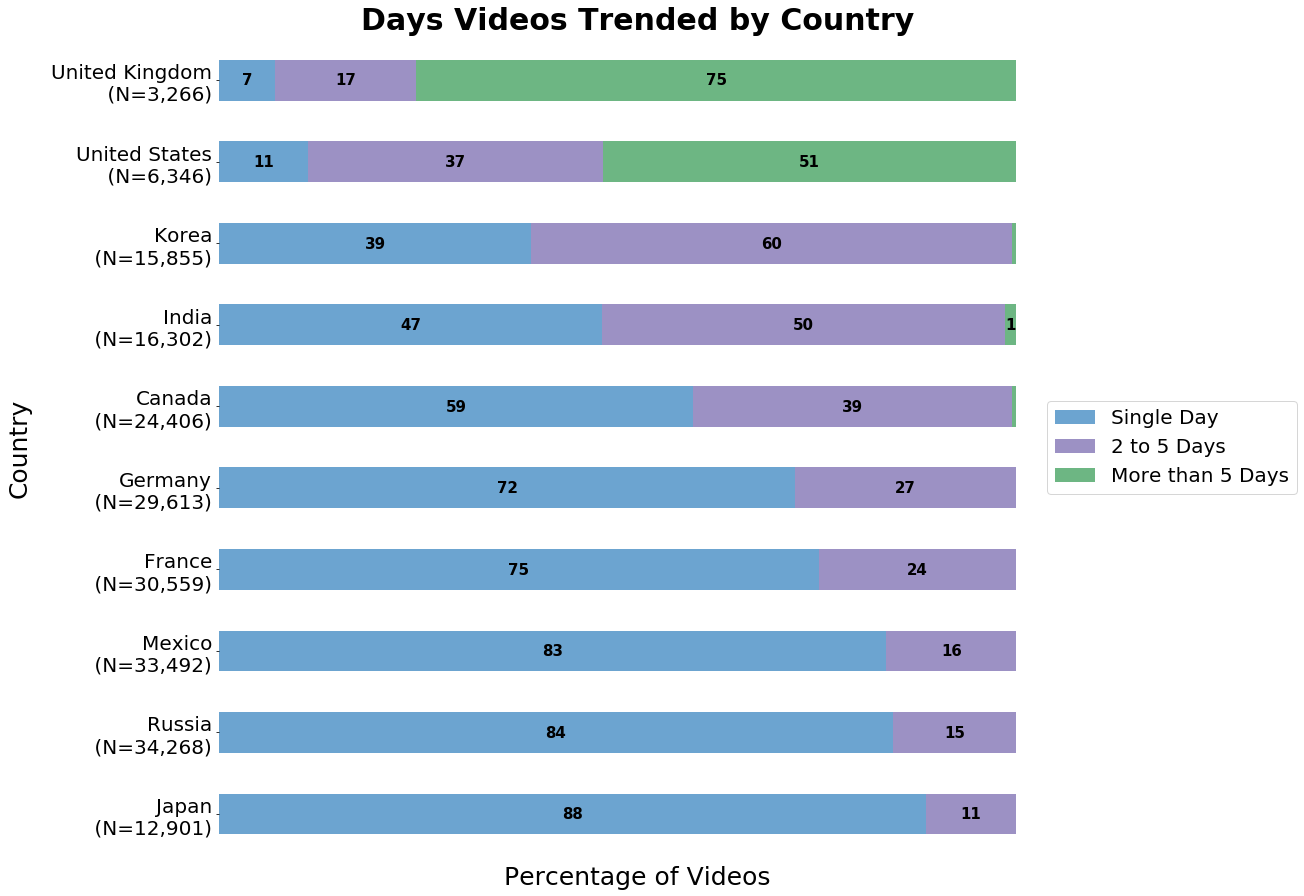 Days Videos Trended by Country
United Kingdom
(N=3,266)
7 17 75
United States
(N=6,346)
11 37 51
Korea
(N=15,855)
39 60
India
(N=16,302)
47 50 1
Canada
(N=24,406)
59 39
Germany
(N=29,613)
72 27
France
(N=30,559)
75 24
Mexico
(N=33,492)
83 16
Russia
(N=34,268)
84 15
Japan
(N=12,901)
88 11
Country
Percentage of Videos
Single Day
2 to 5 Days
More than 5 Days